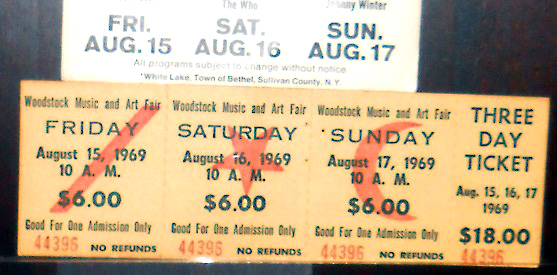 The Who
Johnny Winter
FRI.
AUG. 15
SAT.
AUG. 16
SUN.
AUG. 17
All programs subject to change without notice
*White Lake, Town of Bethel, Sullivan County, N.Y.
Woodstock Music and Art Fair
FRIDAY
August 15, 1969
10 A. M.
$6.00
Good For One Admission Only
44396 NO REFUNDS
Woodstock Music and Art Fair
SATURDAY
August 16, 1969
10 A. M.
$6.00
Good For One Admission Only
44396 NO REFUNDS
Woodstock Music and Art Fair
SUNDAY
August 17, 1969
10 A. M.
$6.00
Good For One Admission Only
44396 NO REFUNDS
THREE
DAY
TICKET
Aug. 15, 16, 17
1969
$18.00
44396